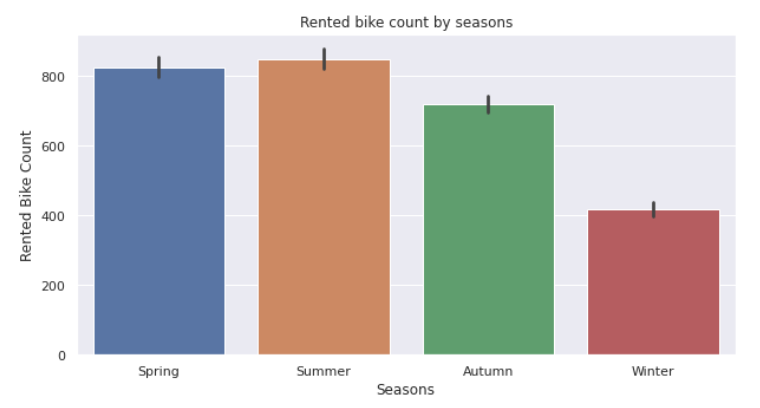 Rented bike count by seasons
Rented Bike Count
800
600
400
200
0
Spring Summer Autumn Winter
Seasons